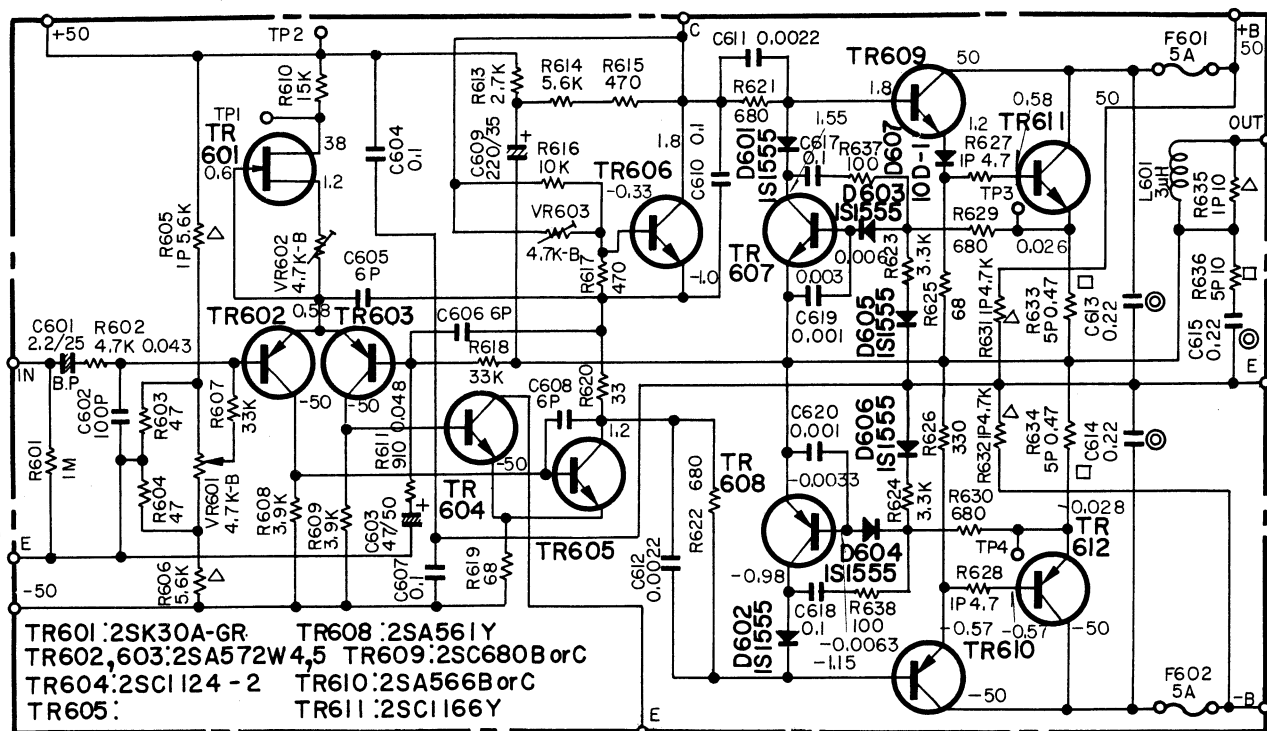 +50
TP2
C
+B
50
F601
5A
C611 0.0022
TR609
50
R610
15K
R613
2.7K
R614
5.6K
R615
470
R621
680
1.8
TP1
TR
601
38
0.6
1.2
C604
0.1
C609
220/35
+
R616
10K
TR606
-0.33
1.8
C610 0.1
D601
IS1555
1.55
C617
0.1
R637
100
D607
10D-1
1.2
R627
1P 4.7
0.58
TR611
50
OUT
L601
3μH
R635
1P10
R605
1P5.6K
VR602
4.7K-B
C605
6P
VR603
4.7K-B
R617
470
-1.0
TR
607
D603
IS1555
0.006
0.003
C619
0.001
TP3
R629
680
0.026
R623
3.3K
R625
68
R631 1P4.7K
R633
5P0.47
C613
0.22
R636
5P10
C615
0.22
0.58
TR602
TR603
C606 6P
D605
IS1555
C601
2.2/25
R602
4.7K
0.043
B.P
IN
R618
33K
C608
6P
R620
33
E
C602
100P
R603
47
R607
33K
-50
-50
0.048
R611
910
-50
1.2
C620
0.001
D606
IS1555
R626
330
R632 1P4.7K
R634
5P0.47
C614
0.22
R601
1M
R604
47
VR601
4.7K-B
R608
3.9K
R609
3.9K
C603
47/50
+
TR
604
TR605
R622 680
TR
608
-0.0033
R624
3.3K
R630
680
-0.028
TR
612
E
R606
5.6K
-50
C607
0.1
R619
68
C612
0.0022
-0.98
D604
IS1555
TP4
R628
1P4.7
C618
0.1
R638
100
D602
IS1555
-0.0063
-1.15
-0.57
-0.57
-50
TR610
-50
F602
5A
-B
E
TR601:2SK30A-GR TR608:2SA561Y
TR602,603:2SA572W4,5 TR609:2SC680B or C
TR604:2SC1124-2 TR610:2SA566B or C
TR605: TR611:2SC1166Y